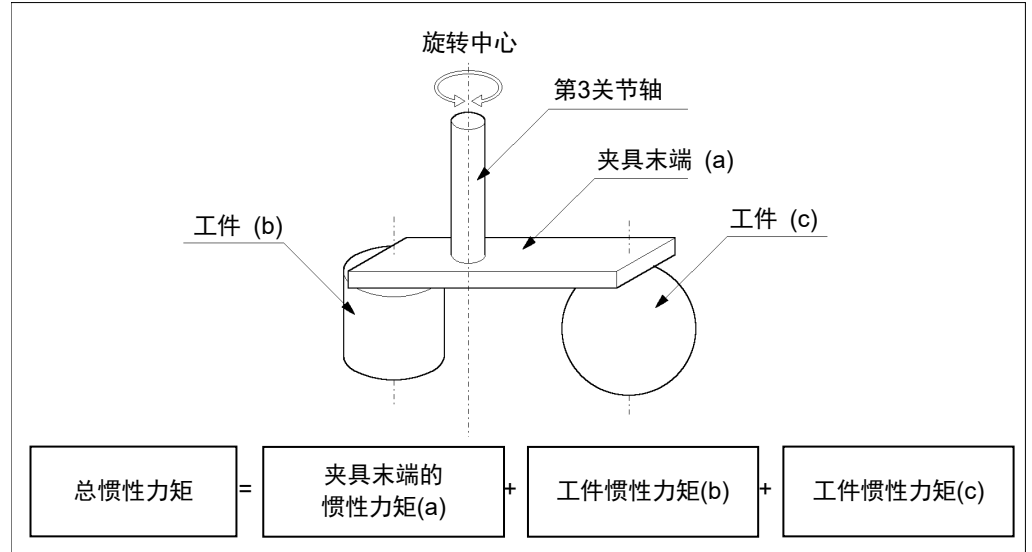 旋转中心
第3关节轴
夹具末端 (a)
工件 (b)
工件 (c)
总惯性力矩 = 夹具末端的惯性力矩(a) + 工件惯性力矩(b) + 工件惯性力矩(c)